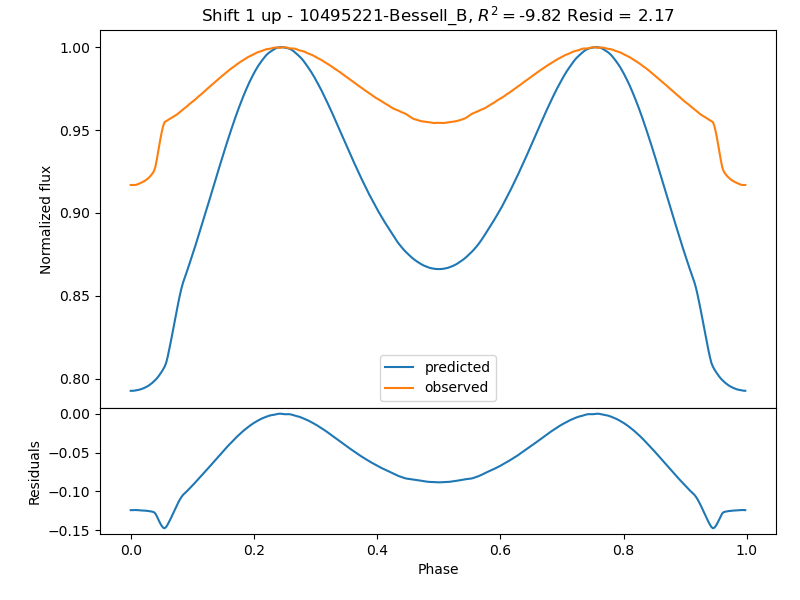 Shift 1 up - 10495221-Bessell_B, R² = -9.82 Resid = 2.17
Normalized flux
1.00
0.95
0.90
0.85
0.80
predicted
observed
Residuals
0.00
−0.05
−0.10
−0.15
0.0
0.2
0.4
0.6
0.8
1.0
Phase